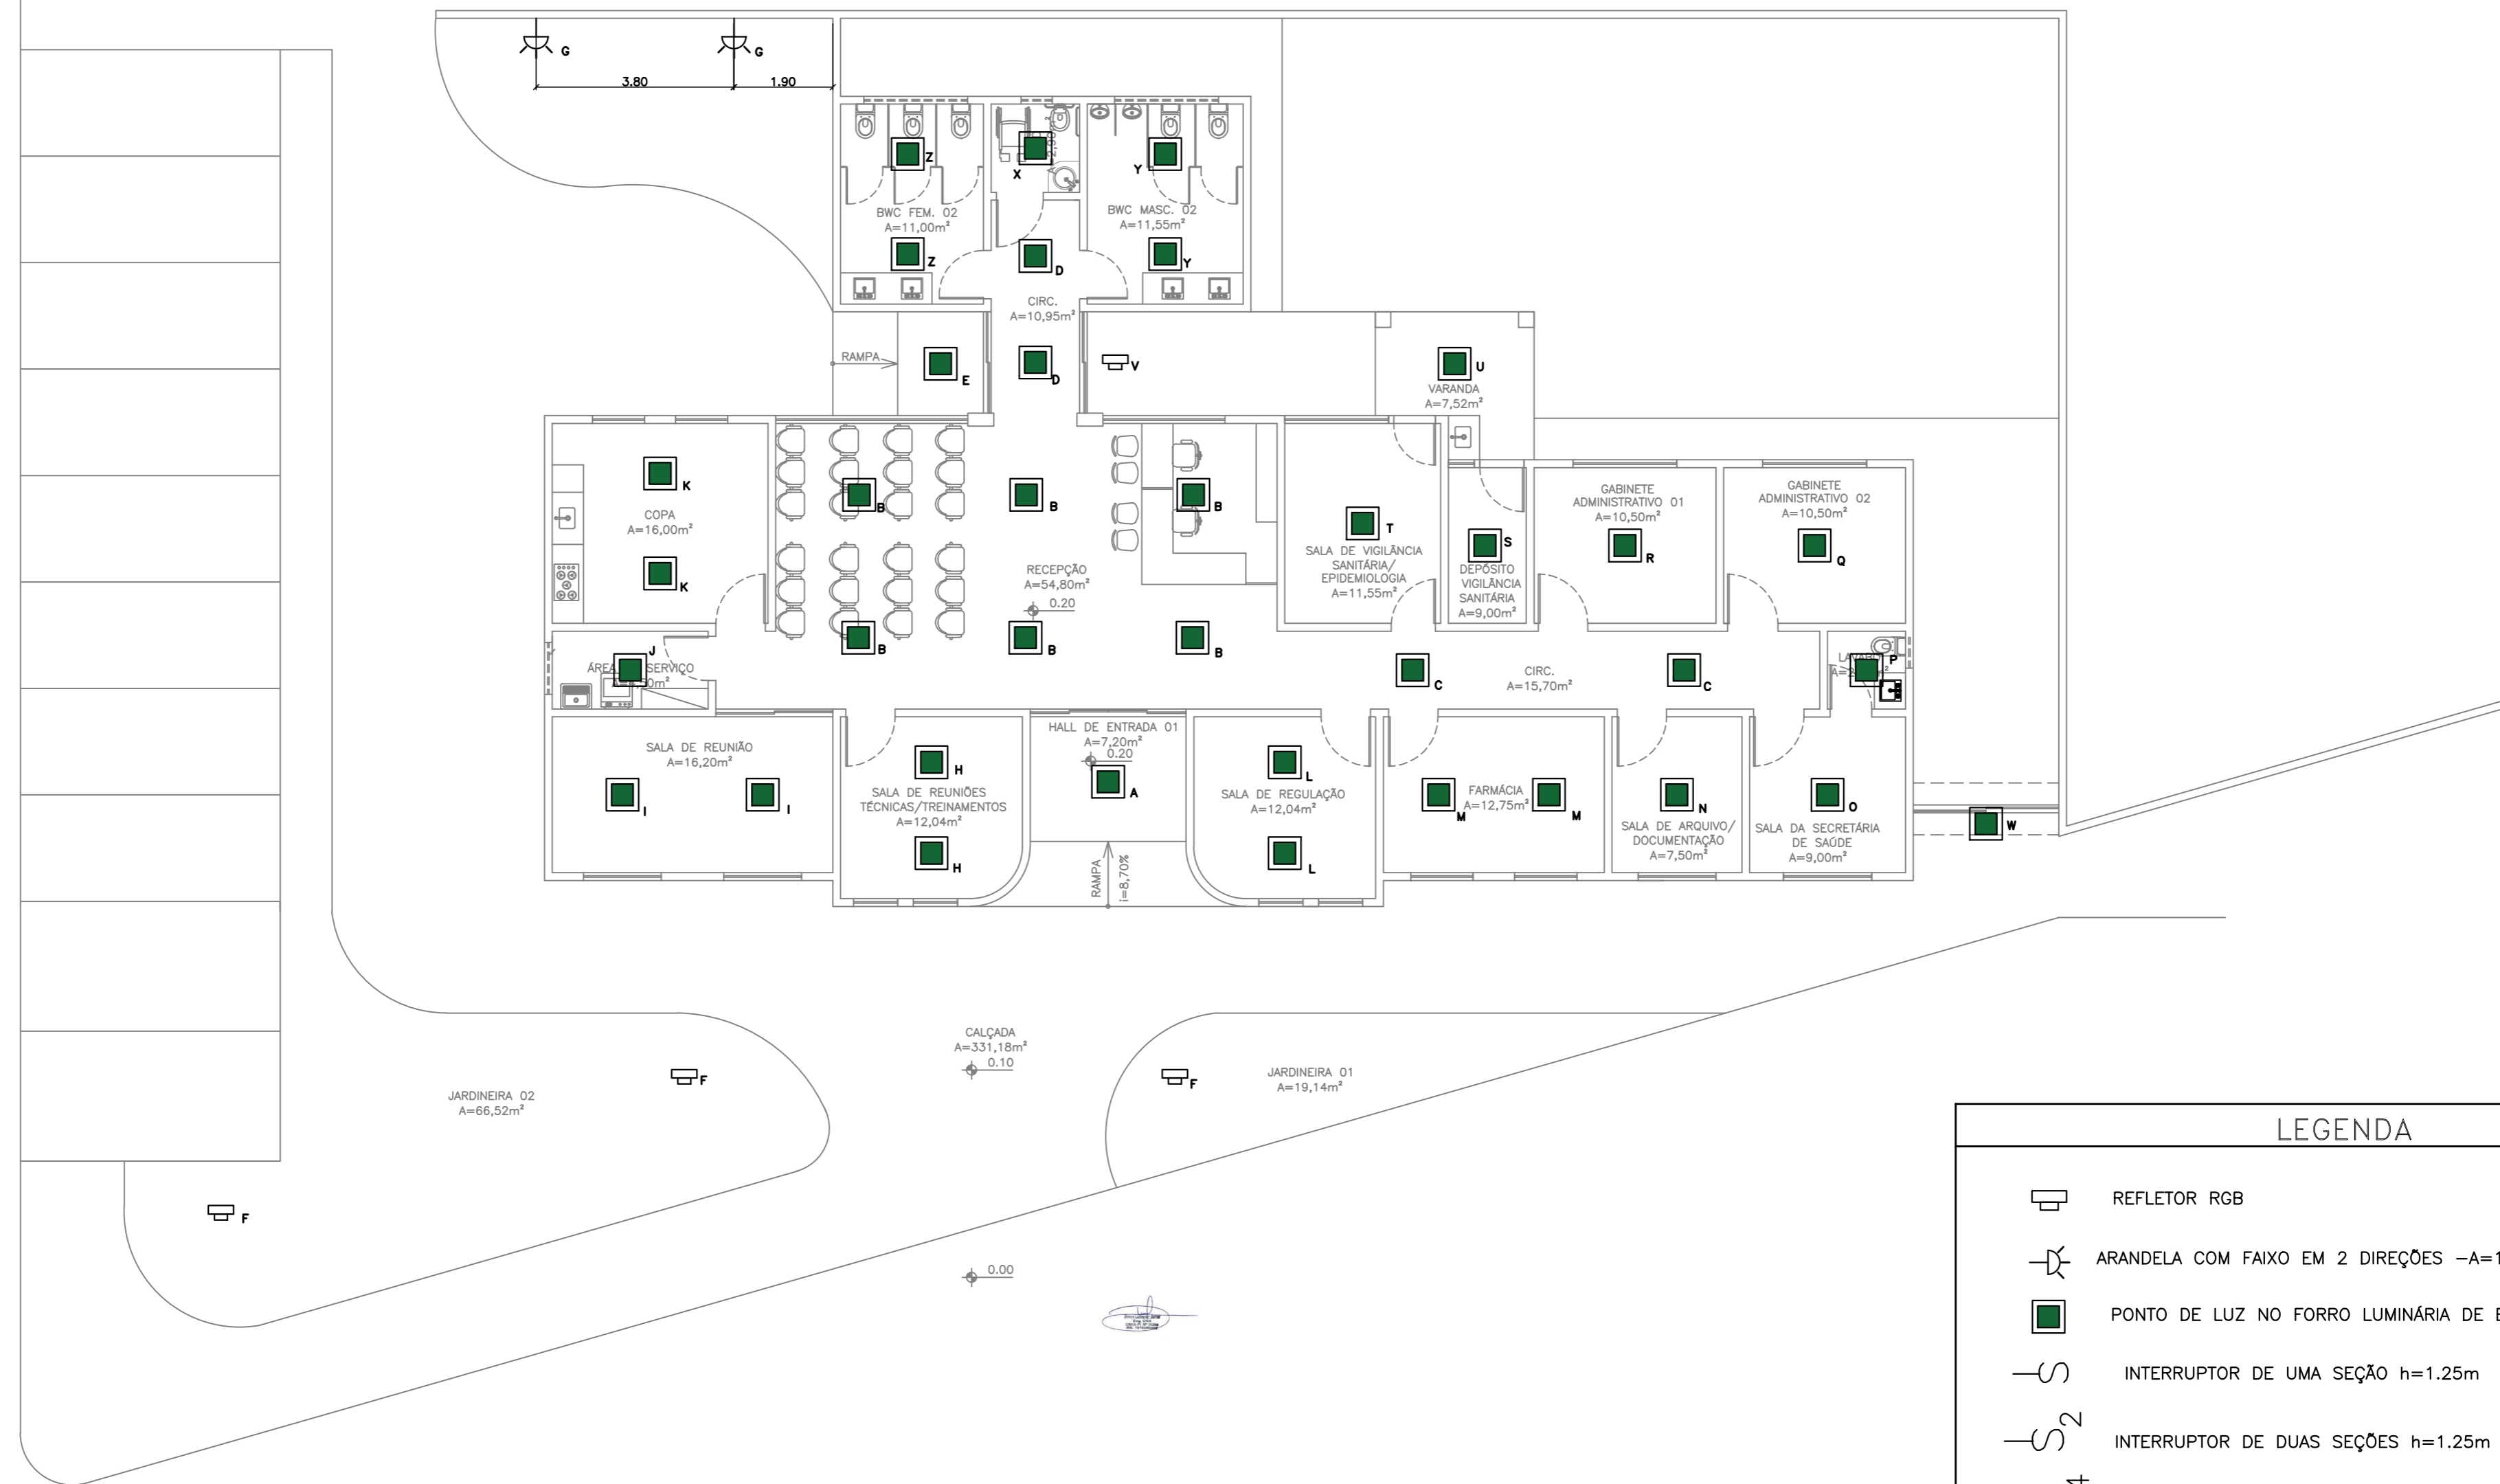 G
G
3.80
1.90
Z
X
Y
BWC FEM. 02
A=11,00m²
BWC MASC. 02
A=11,55m²
Z
D
Y
CIRC.
A=10,95m²
RAMPA
E
D
V
U
VARANDA
A=7,52m²
K
COPA
A=16,00m²
K
B
B
B
RECEPÇÃO
A=54,80m²
0.20
T
SALA DE VIGILÂNCIA
SANITÁRIA/
EPIDEMIOLOGIA
A=11,55m²
S
DEPÓSITO
VIGILÂNCIA
SANITÁRIA
A=9,00m²
GABINETE
ADMINISTRATIVO 01
A=10,50m²
R
GABINETE
ADMINISTRATIVO 02
A=10,50m²
Q
J
ÁREA SERVIÇO
B
B
B
C
CIRC.
A=15,70m²
C
P
SALA DE REUNIÃO
A=16,20m²
I
I
H
SALA DE REUNIÕES
TÉCNICAS/TREINAMENTOS
A=12,04m²
H
HALL DE ENTRADA 01
A=7,20m²
0.20
A
RAMPA
i=8,70%
L
SALA DE REGULAÇÃO
A=12,04m²
L
FARMÁCIA
A=12,75m²
M
M
N
SALA DE ARQUIVO/
DOCUMENTAÇÃO
A=7,50m²
O
SALA DA SECRETÁRIA
DE SAÚDE
A=9,00m²
W
CALÇADA
A=331,18m²
0.10
F
F
JARDINEIRA 01
A=19,14m²
JARDINEIRA 02
A=66,52m²
F
0.00
LEGENDA
REFLETOR RGB
ARANDELA COM FAIXO EM 2 DIREÇÕES -A=1
PONTO DE LUZ NO FORRO LUMINÁRIA DE
S
INTERRUPTOR DE UMA SEÇÃO h=1.25m
S2
INTERRUPTOR DE DUAS SEÇÕES h=1.25m
4